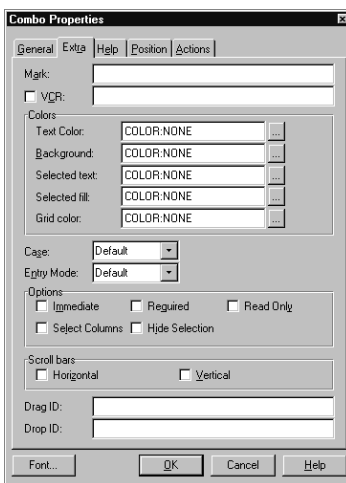 Combo Properties
General Extra Help Position Actions
Mark:
VCR:
Colors
Text Color: COLOR:NONE ...
Background: COLOR:NONE ...
Selected text: COLOR:NONE ...
Selected fill: COLOR:NONE ...
Grid color: COLOR:NONE ...
Case: Default
Entry Mode: Default
Options
Immediate Required Read Only
Select Columns Hide Selection
Scroll bars
Horizontal Vertical
Drag ID:
Drop ID:
Font... OK Cancel Help